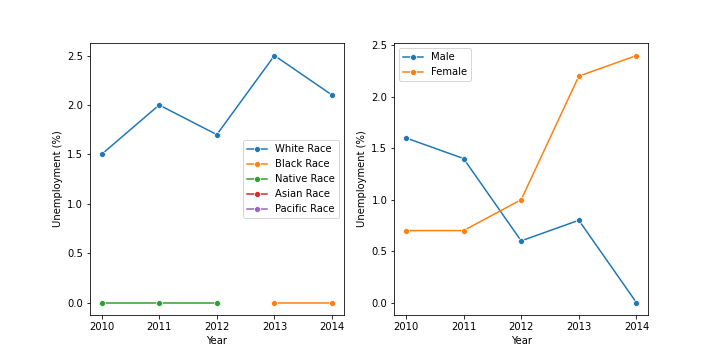 2.5
2.0
1.5
1.0
0.5
0.0
Unemployment (%)
White Race
Black Race
Native Race
Asian Race
Pacific Race
2010 2011 2012 2013 2014
Year
2.5
2.0
1.5
1.0
0.5
0.0
Unemployment (%)
Male
Female
2010 2011 2012 2013 2014
Year